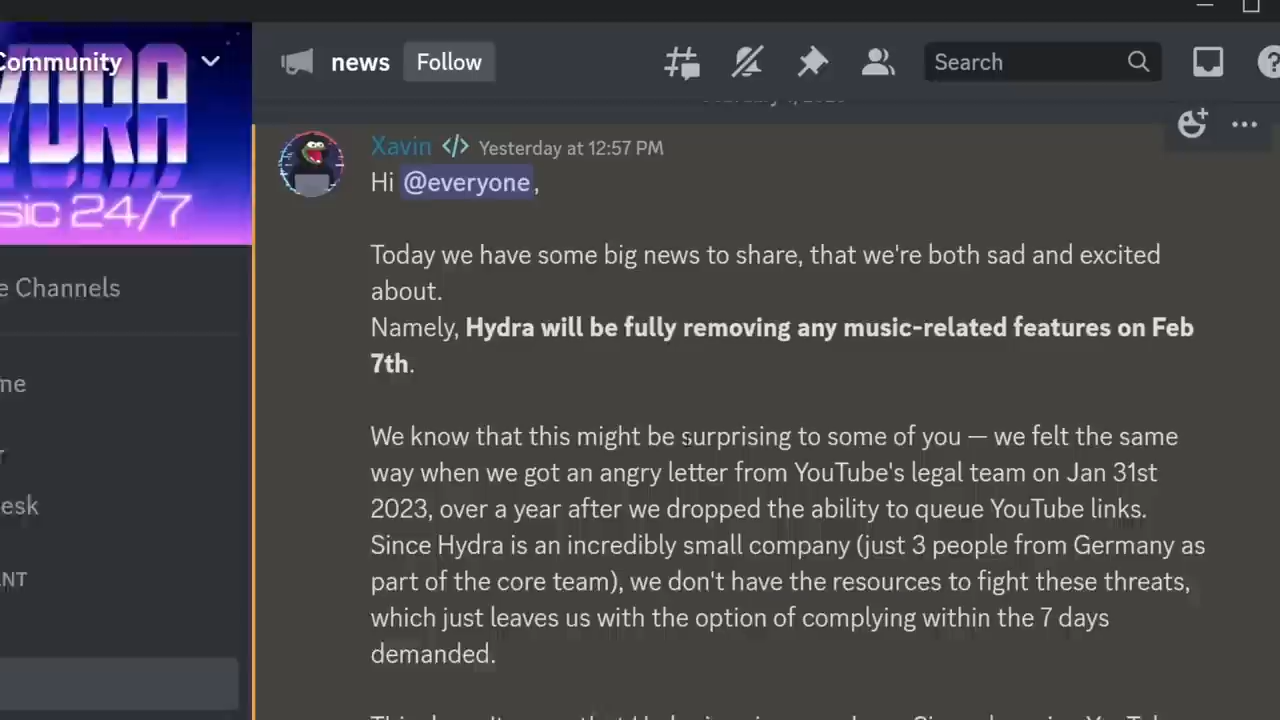 Community
YDRA
sic 24/7
e Channels
esk
NT
news
Follow
Search
Xavin </> Yesterday at 12:57 PM
Hi @everyone,
Today we have some big news to share, that we're both sad and excited
about.
Namely, Hydra will be fully removing any music-related features on Feb
7th.
We know that this might be surprising to some of you — we felt the same
way when we got an angry letter from YouTube's legal team on Jan 31st
2023, over a year after we dropped the ability to queue YouTube links.
Since Hydra is an incredibly small company (just 3 people from Germany as
part of the core team), we don't have the resources to fight these threats,
which just leaves us with the option of complying within the 7 days
demanded.